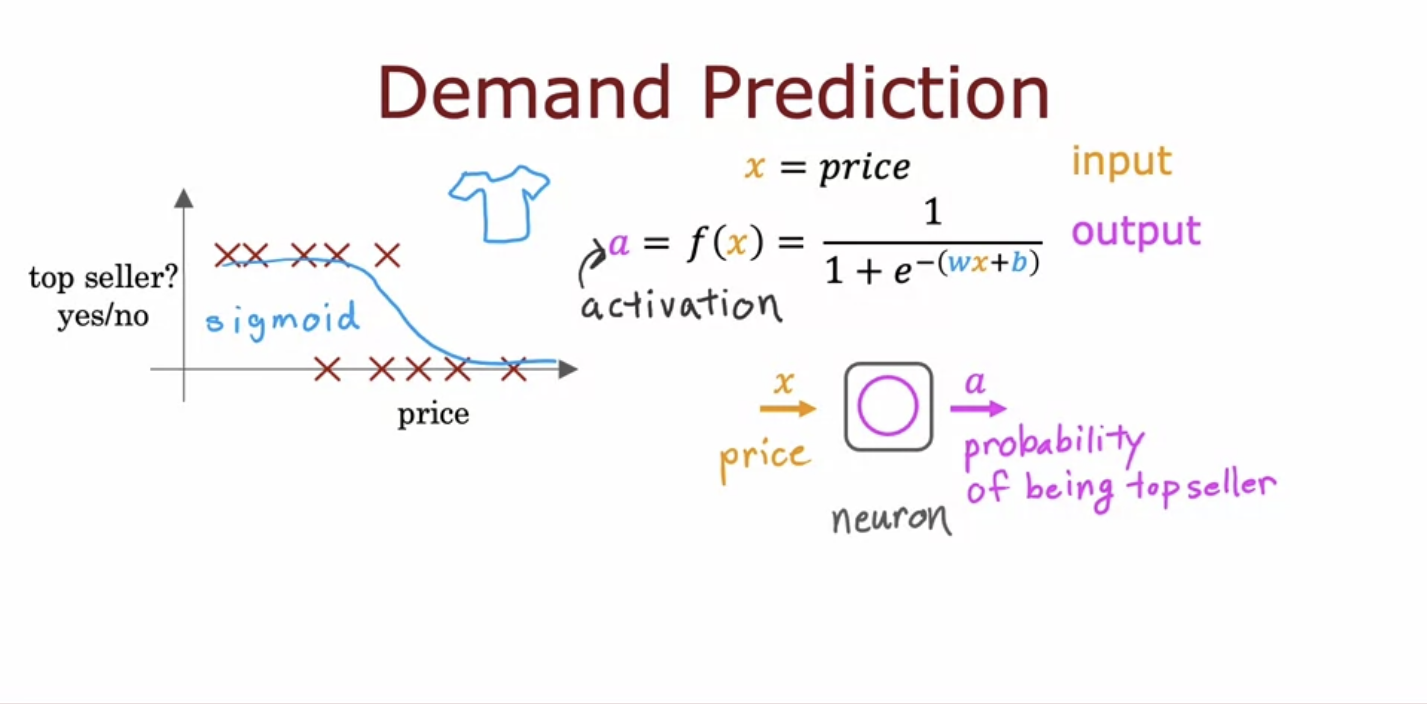 Demand Prediction
x = price
input
a = f(x) = 1 / (1 + e^-(wx+b))
output
activation
top seller?
yes/no
sigmoid
price
x
a
price
probability
of being top seller
neuron